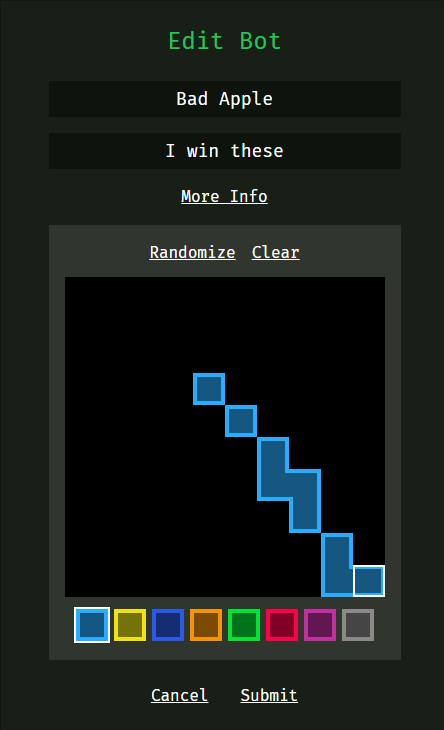 Edit Bot
Bad Apple
I win these
More Info
Randomize Clear
Cancel Submit